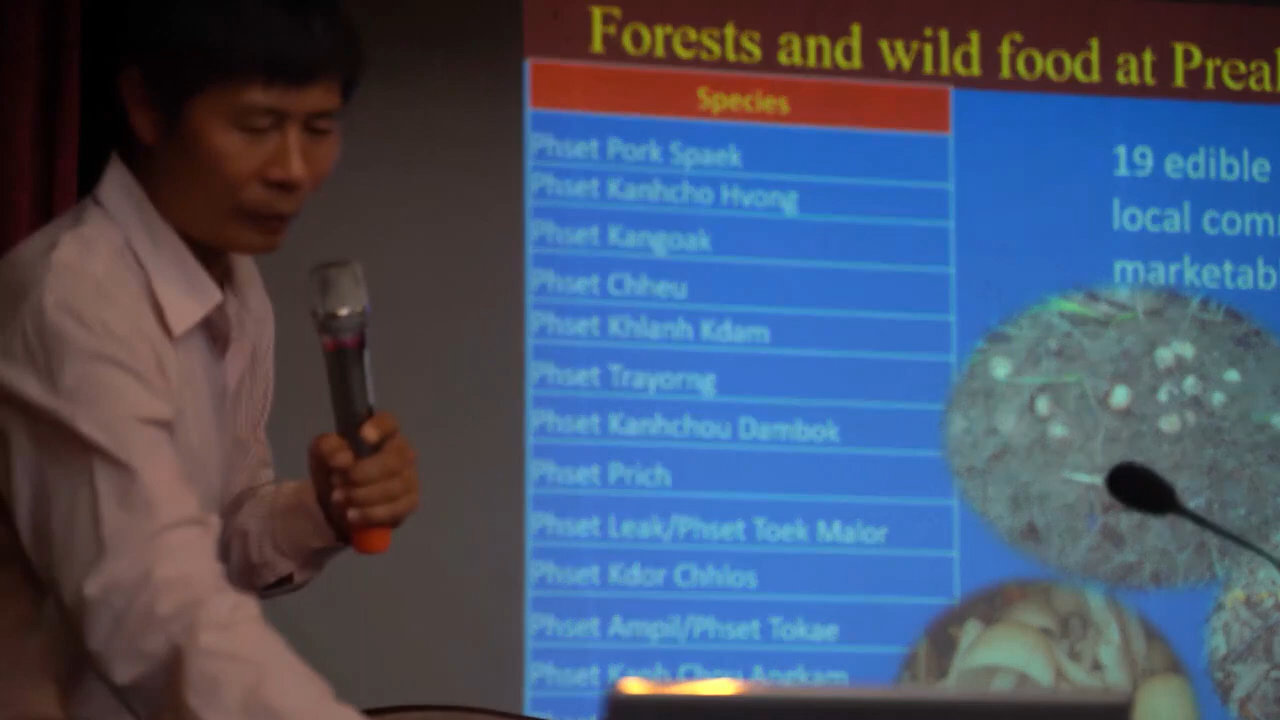 Forests and wild food at Preah
Species
Phset Pork Spaek
Phset Kanhcho Hvong
Phset Kangoak
Phset Chheu
Phset Khlanh Kdam
Phset Trayorng
Phset Kanhchou Dambok
Phset Prich
Phset Leak/Phset Toek Malor
Phset Kdor Chhlos
Phset Ampil/Phset Tokae
Phset
19 edible
local com
marketab